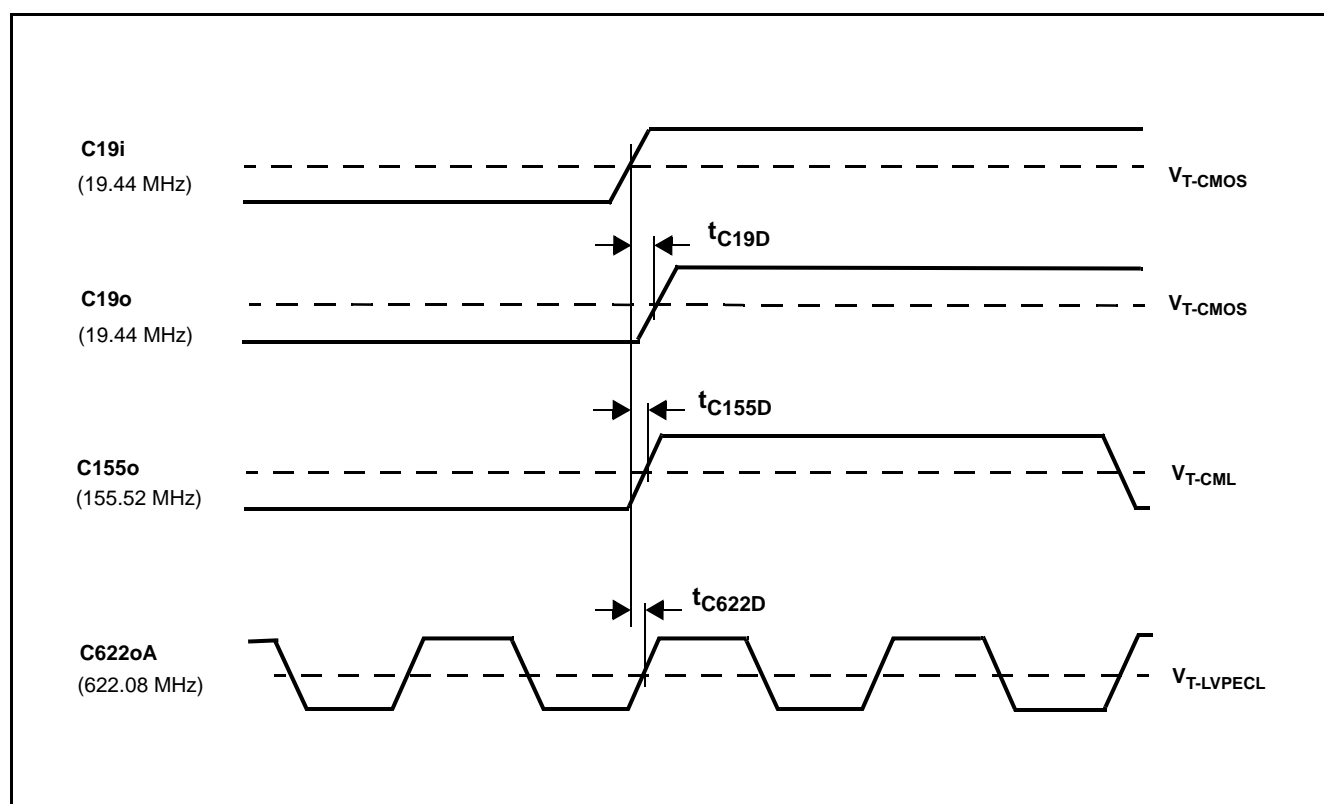 C19i
(19.44 MHz)
VT-CMOS
tC19D
C19o
(19.44 MHz)
VT-CMOS
tC155D
C155o
(155.52 MHz)
VT-CML
tC622D
C622oA
(622.08 MHz)
VT-LVPECL